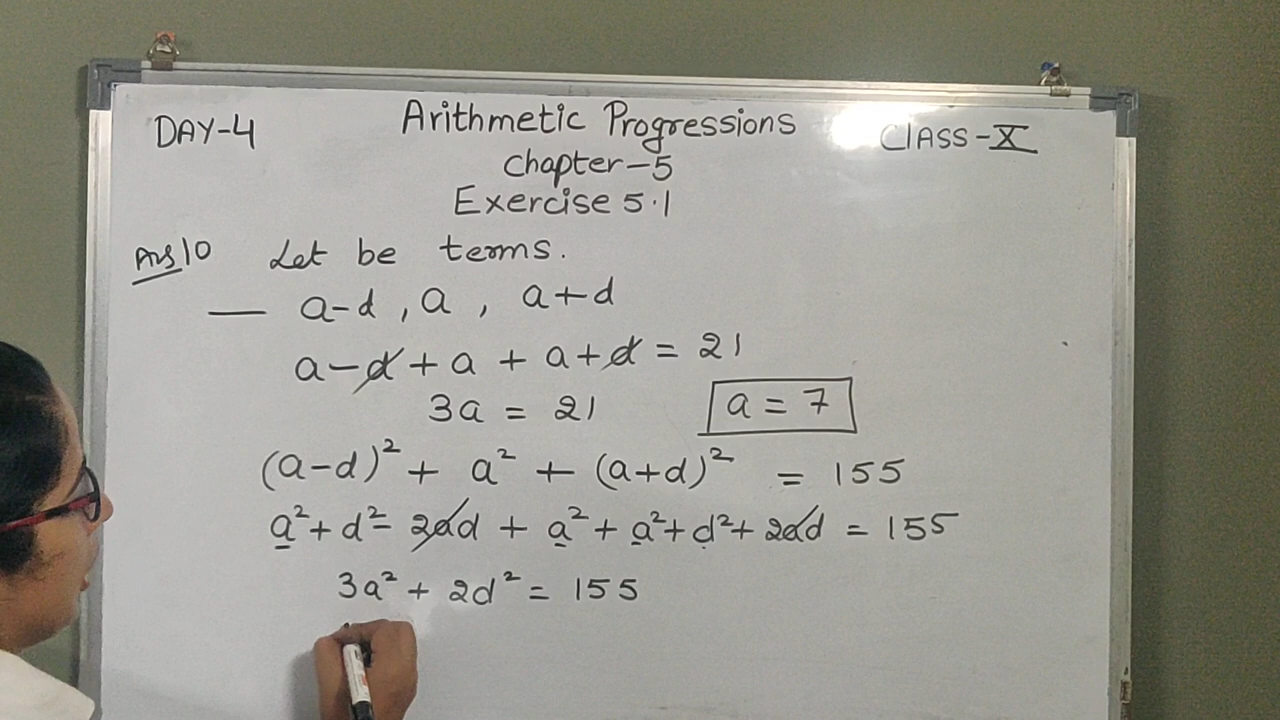 DAY-4 Arithmetic Progressions CLASS-X
Chapter-5
Exercise 5.1
Ans10 Let be terms.
— a-d , a , a+d
a-d + a + a+d = 21
3a = 21 a = 7
(a-d)² + a² + (a+d)² = 155
a² + d² - 2ad + a² + a² + d² + 2ad = 155
3a² + 2d² = 155